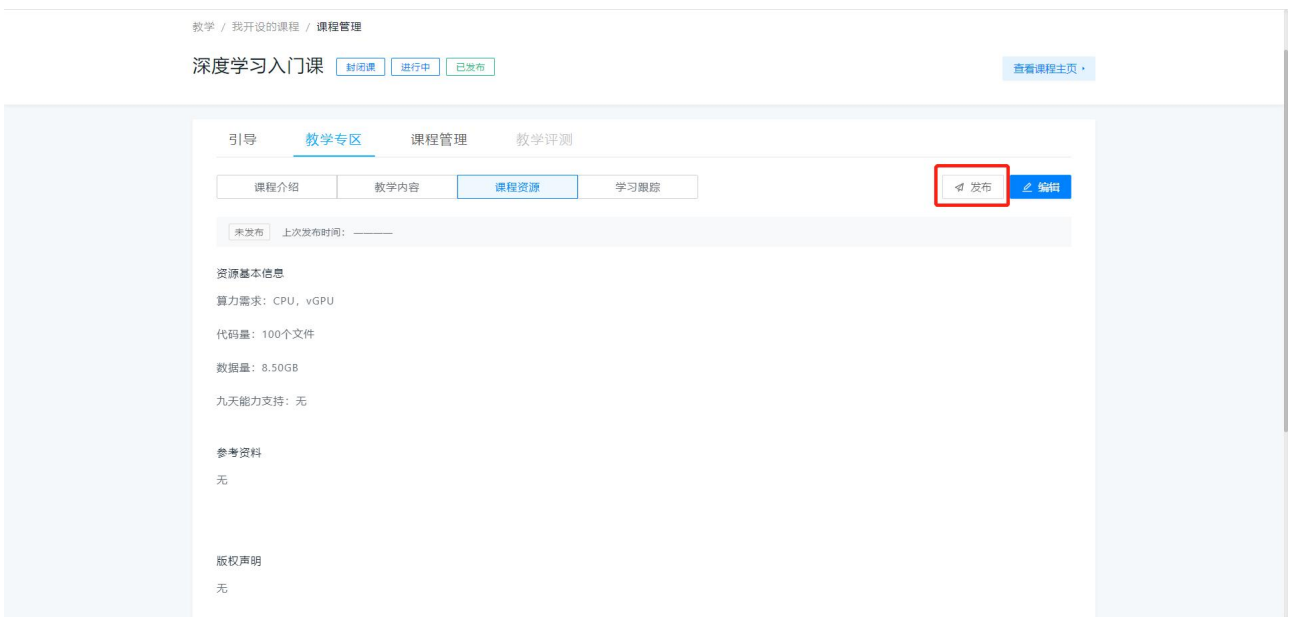 教学 / 我开设的课程 / 课程管理
深度学习入门课 封闭课 进行中 已发布 查看课程主页
引导 教学专区 课程管理 教学评测
课程介绍 教学内容 课程资源 学习跟踪 发布 编辑
未发布 上次发布时间: ————
资源基本信息
算力需求: CPU, vGPU
代码量: 100个文件
数据量: 8.50GB
九天能力支持: 无
参考资料
无
版权声明
无